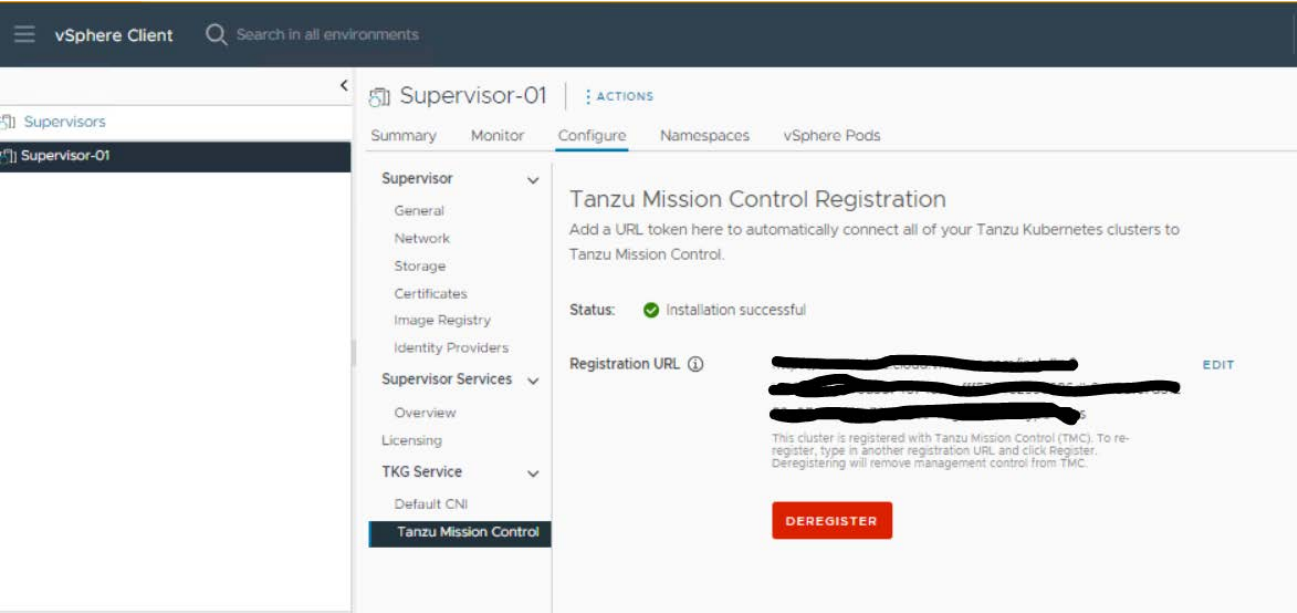 vSphere Client
Search in all environments
Supervisors
Supervisor-01
Supervisor-01
ACTIONS
Summary Monitor Configure Namespaces vSphere Pods
Supervisor
General
Network
Storage
Certificates
Image Registry
Identity Providers
Supervisor Services
Overview
Licensing
TKG Service
Default CNI
Tanzu Mission Control
Tanzu Mission Control Registration
Add a URL token here to automatically connect all of your Tanzu Kubernetes clusters to
Tanzu Mission Control.
Status: Installation successful
Registration URL
EDIT
This cluster is registered with Tanzu Mission Control (TMC). To re-
register, type in another registration URL and click Register.
Deregistering will remove management control from TMC.
DEREGISTER